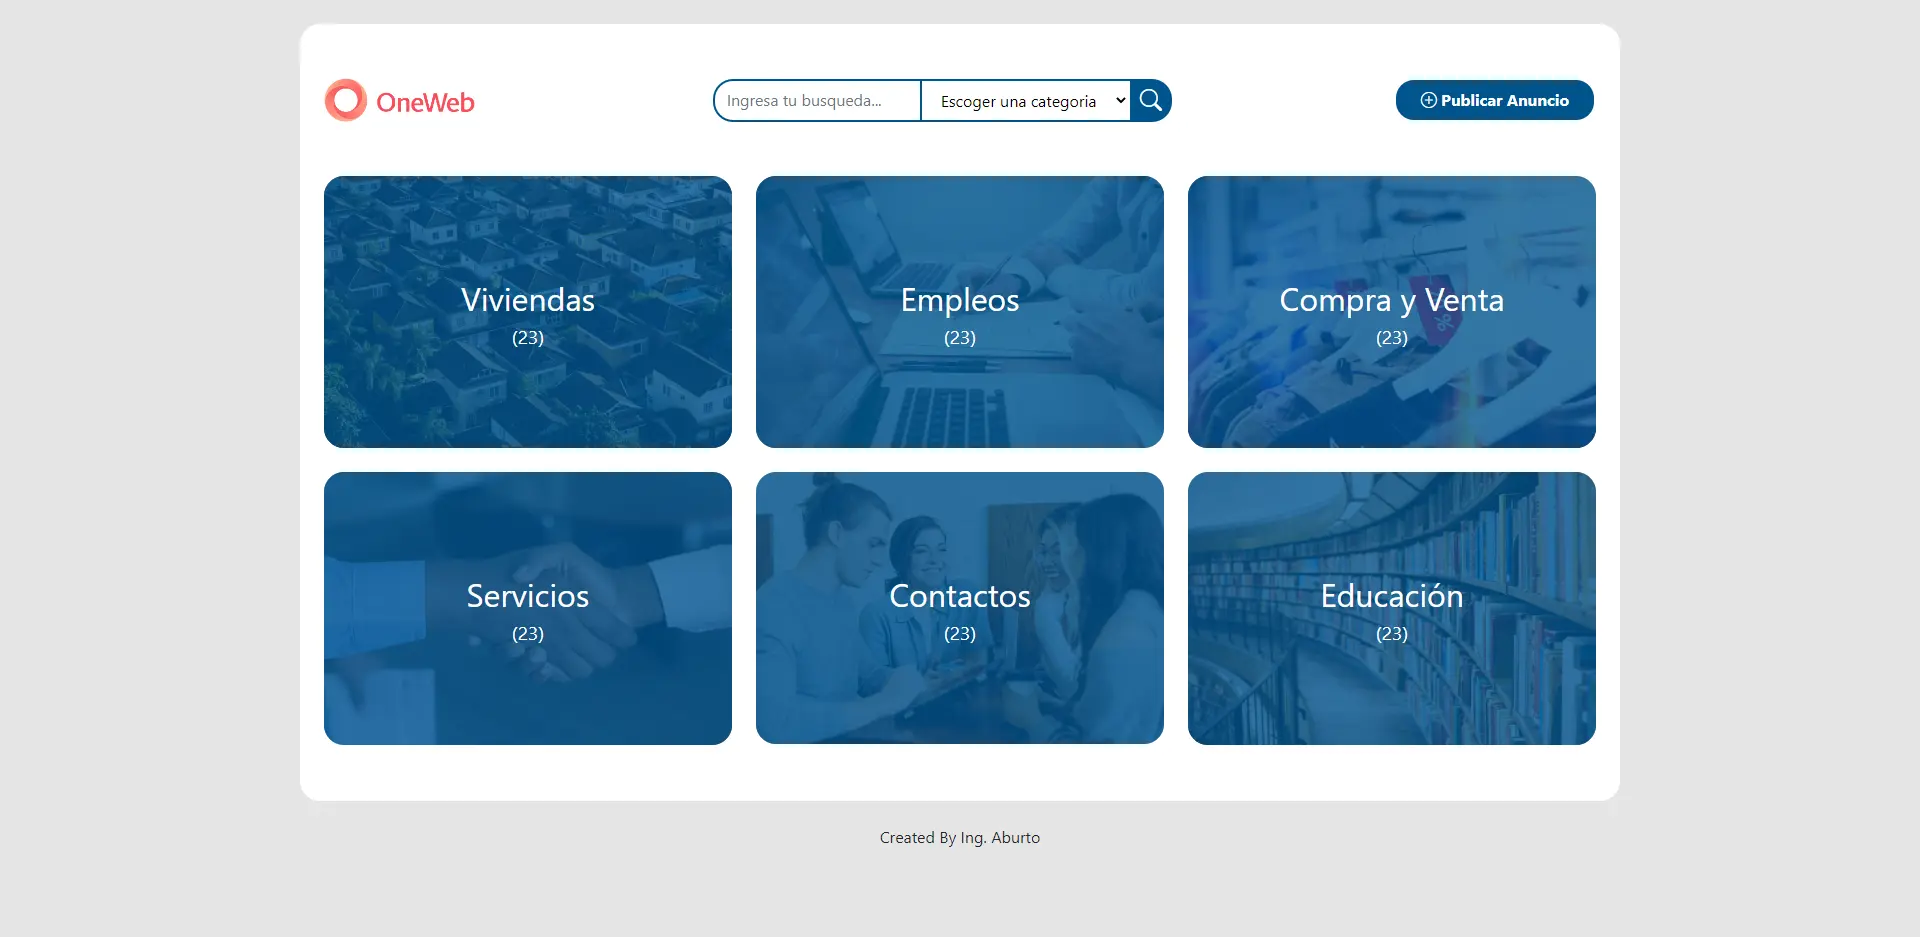 OneWeb
Ingresa tu busqueda...
Escoger una categoria
Publicar Anuncio
Viviendas
(23)
Empleos
(23)
Compra y Venta
(23)
Servicios
(23)
Contactos
(23)
Educación
(23)
Created By Ing. Aburto